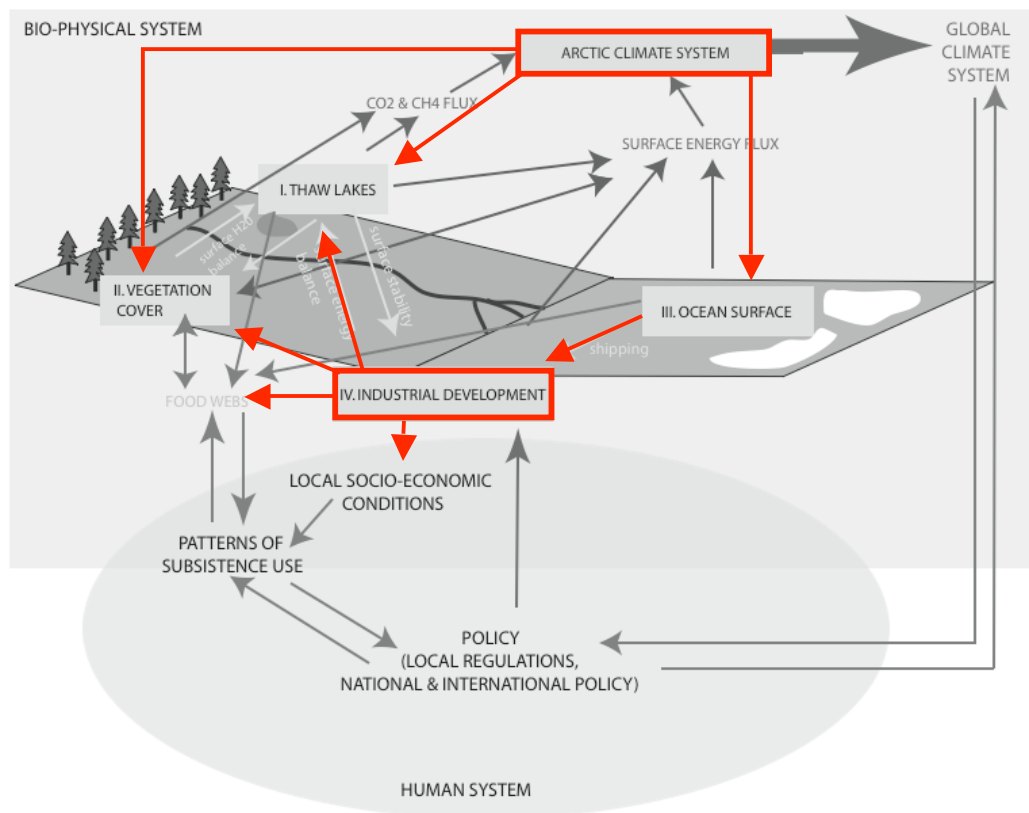 BIO-PHYSICAL SYSTEM
GLOBAL
CLIMATE
SYSTEM
ARCTIC CLIMATE SYSTEM
CO2 & CH4 FLUX
SURFACE ENERGY FLUX
I. THAW LAKES
surface H20
balance
surface energy
balance
surface stability
II. VEGETATION
COVER
III. OCEAN SURFACE
shipping
IV. INDUSTRIAL DEVELOPMENT
FOOD WEBS
LOCAL SOCIO-ECONOMIC
CONDITIONS
PATTERNS OF
SUBSISTENCE USE
POLICY
(LOCAL REGULATIONS,
NATIONAL & INTERNATIONAL POLICY)
HUMAN SYSTEM